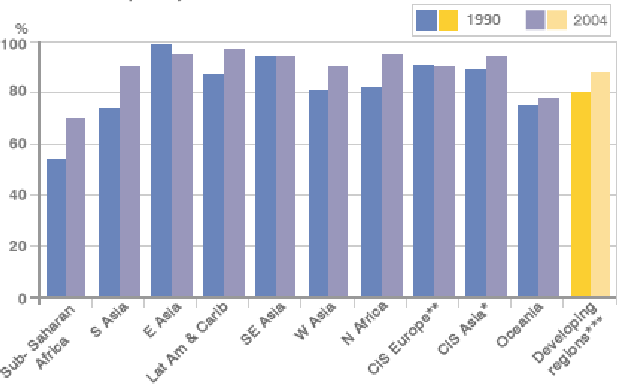 1990
2004
%
100
80
60
40
20
0
Sub- Saharan
Africa
S Asia
E Asia
Lat Am & Carib
SE Asia
W Asia
N Africa
CIS Europe**
CIS Asia*
Oceania
Developing
regions***